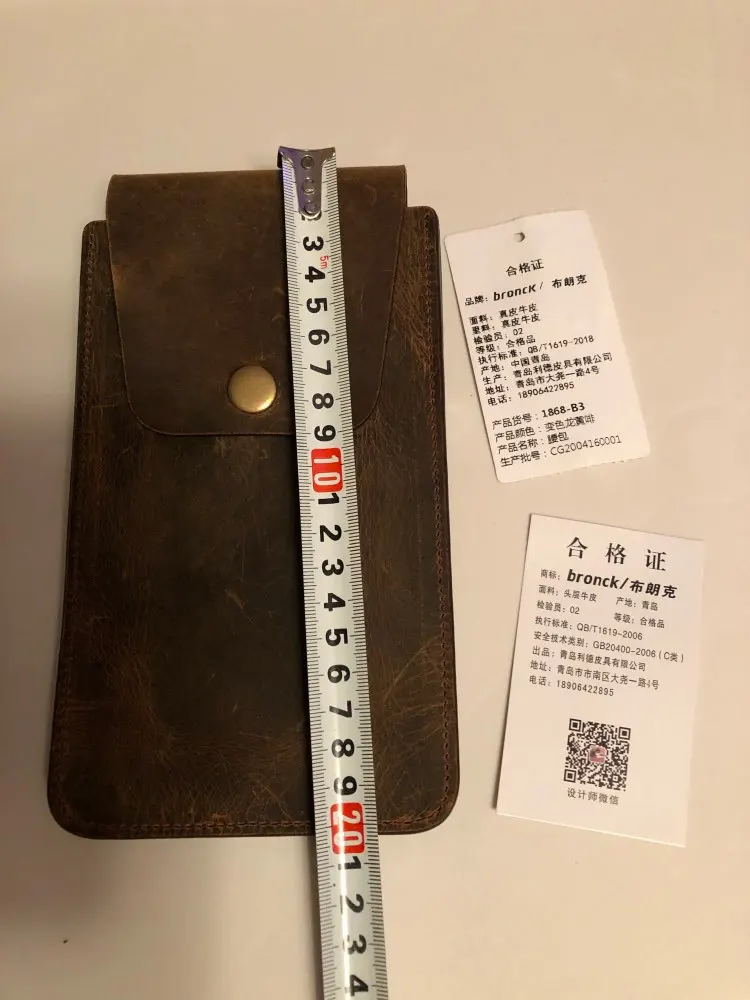 3
5m
4
5
6
7
8
9
10
1
2
3
4
5
6
7
8
9
20
1
2
3
4
合格证
品牌：bronck / 布朗克
面料：真皮牛皮
里料：真皮牛皮
检验员：02
等级：合格品
执行标准：QB/T1619-2018
产地：中国青岛
生产：青岛利德皮具有限公司
地址：青岛市大尧一路4号
电话：18906422895
产品货号：1868-B3
产品颜色：变色龙黄啡
产品名称：腰包
生产批号：CG2004160001
合格证
商标：bronck/布朗克
面料：头层牛皮 产地：青岛
检验员：02 等级：合格品
执行标准：QB/T1619-2006
安全技术类别：GB20400-2006（C类）
出品：青岛利德皮具有限公司
地址：青岛市市南区大尧一路4号
电话：18906422895
设计师微信